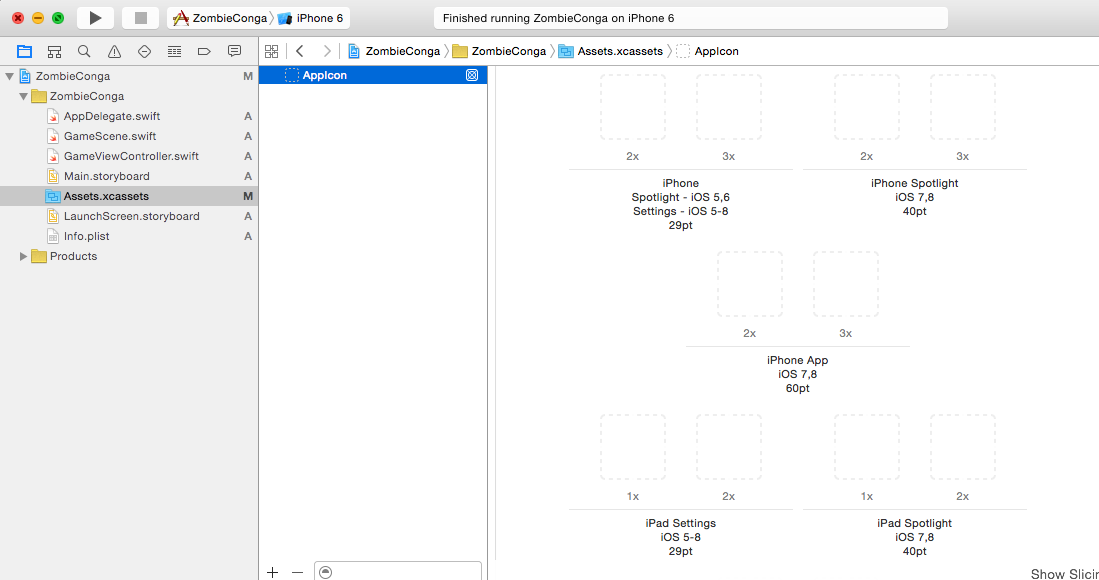 ZombieConga iPhone 6
Finished running ZombieConga on iPhone 6
ZombieConga ZombieConga Assets.xcassets AppIcon
ZombieConga M
ZombieConga
AppDelegate.swift A
GameScene.swift A
GameViewController.swift A
Main.storyboard A
Assets.xcassets M
LaunchScreen.storyboard A
Info.plist A
Products
AppIcon
2x 3x
iPhone
Spotlight - iOS 5,6
Settings - iOS 5-8
29pt
2x 3x
iPhone Spotlight
iOS 7,8
40pt
2x 3x
iPhone App
iOS 7,8
60pt
1x 2x
iPad Settings
iOS 5-8
29pt
1x 2x
iPad Spotlight
iOS 7,8
40pt
Show Slicin